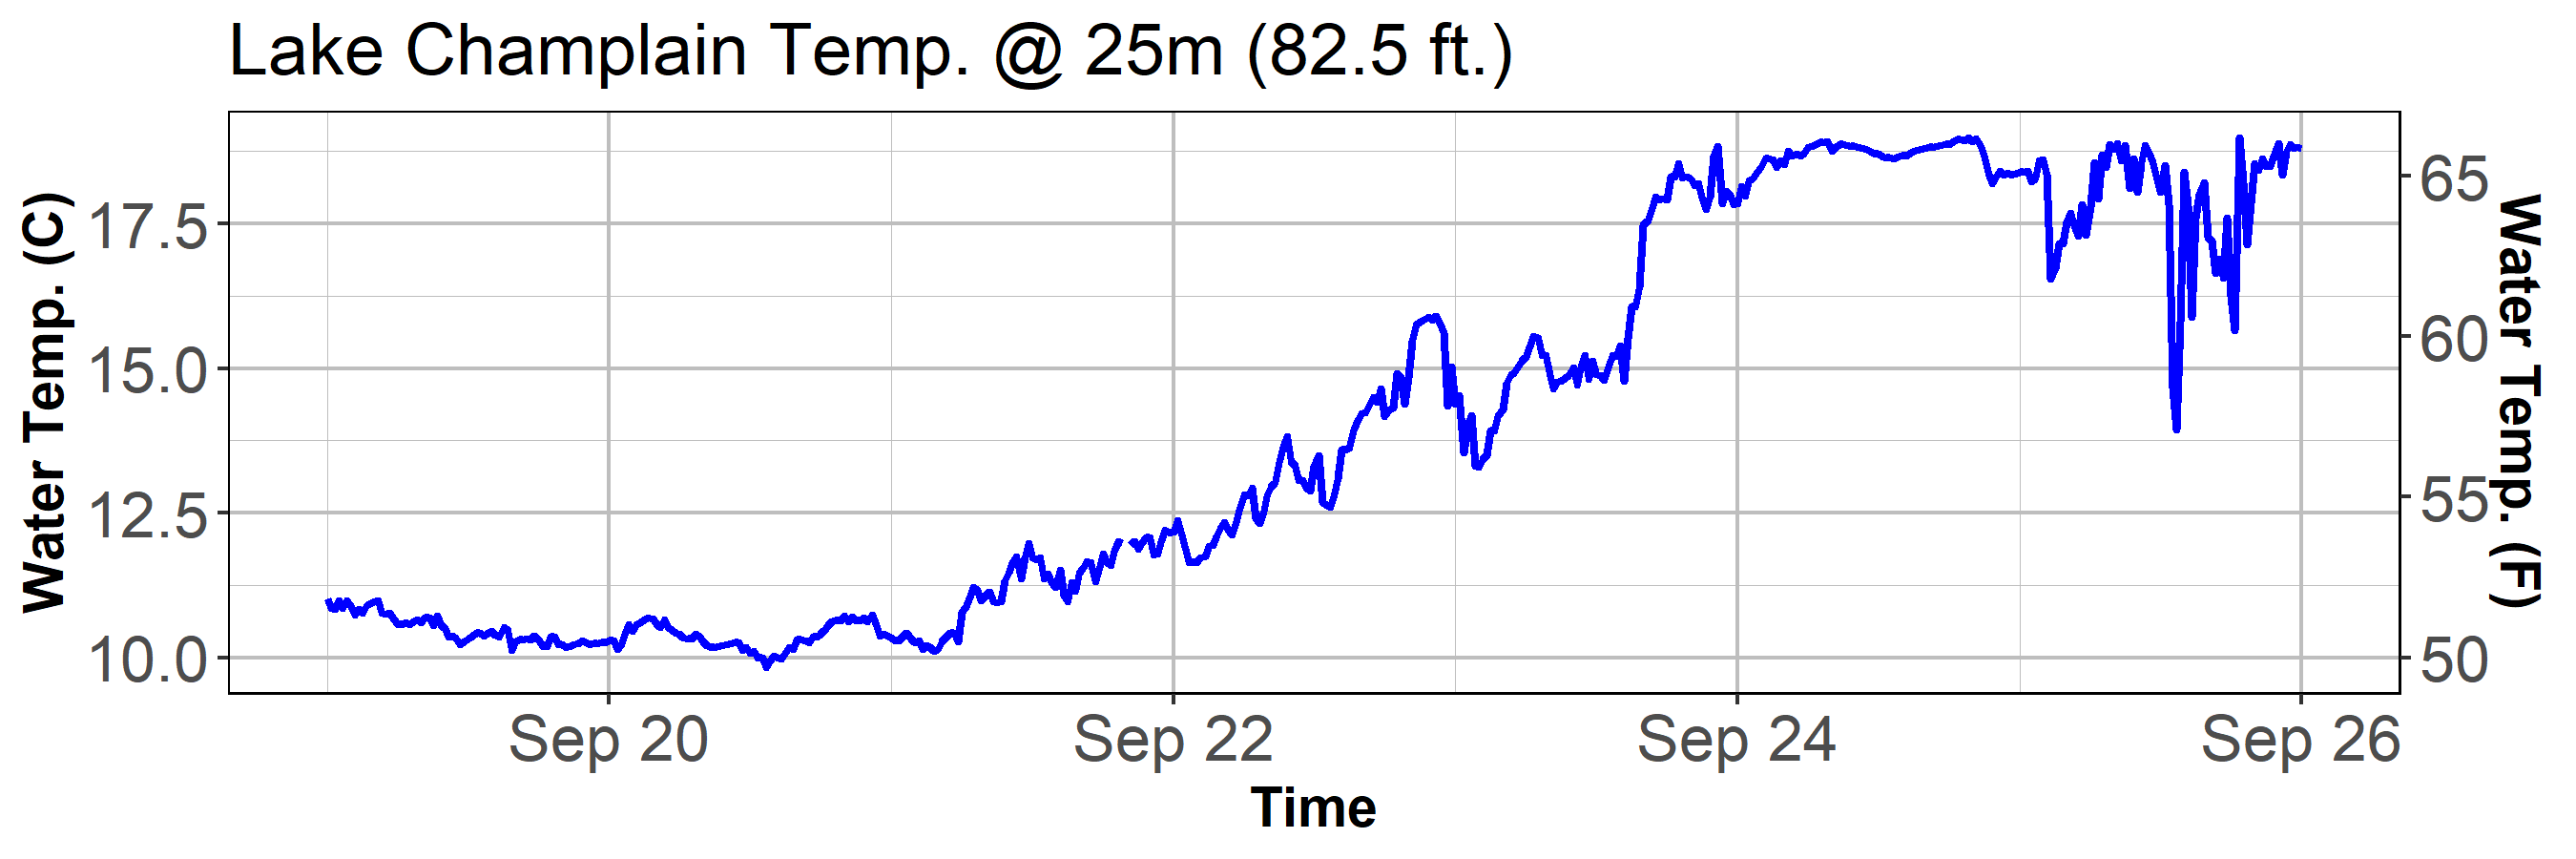 Lake Champlain Temp. @ 25m (82.5 ft.)
Water Temp. (C)
17.5
15.0
12.5
10.0
65
60
55
50
Water Temp. (F)
Sep 20 Sep 22 Sep 24 Sep 26
Time